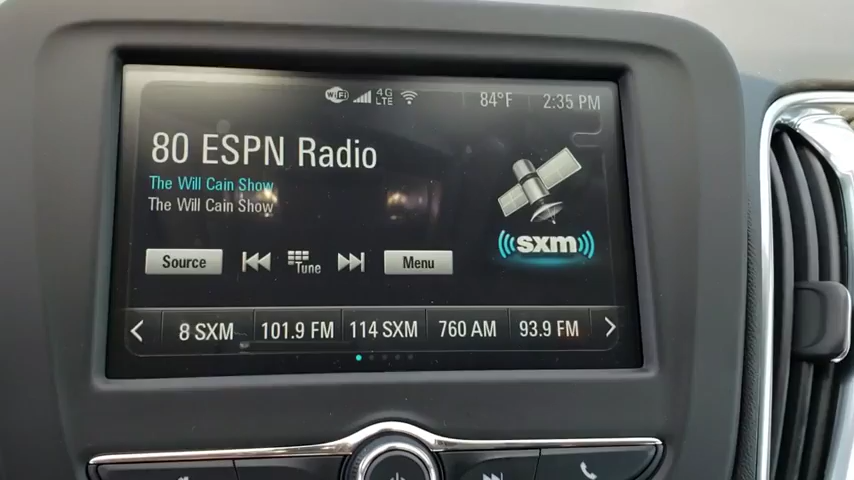 WiFi 4G LTE 84°F 2:35 PM
80 ESPN Radio
The Will Cain Show
The Will Cain Show
sxm
Source Tune Menu
8 SXM 101.9 FM 114 SXM 760 AM 93.9 FM